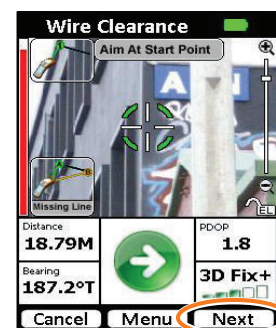 Wire Clearance
Aim At Start Point
A
A
B
Missing Line
EL
Distance
18.79M
PDOP
1.8
Bearing
187.2°T
3D Fix+
Cancel
Menu
Next